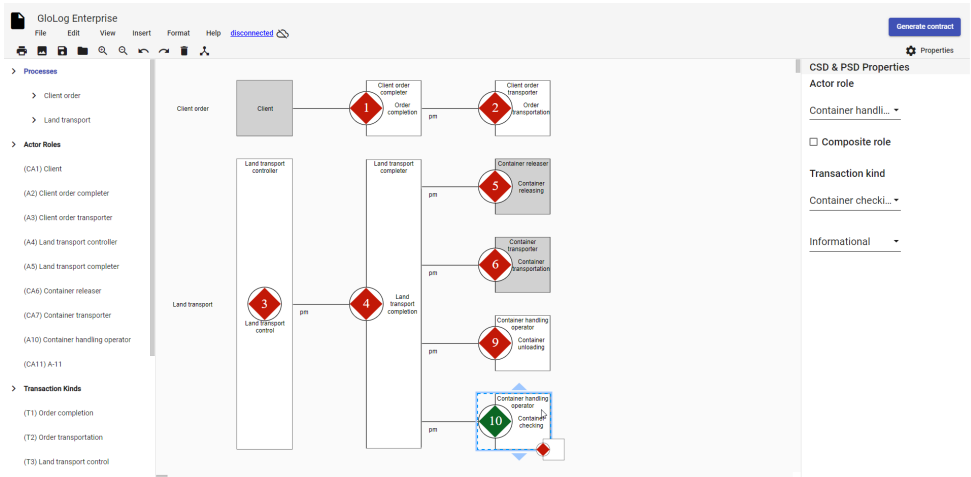 GloLog Enterprise
File Edit View Insert Format Help disconnected
Generate contract
Properties
Processes
Client order
Land transport
Actor Roles
(CA1) Client
(A2) Client order completer
(A3) Client order transporter
(A4) Land transport controller
(A5) Land transport completer
(CA6) Container releaser
(CA7) Container transporter
(A10) Container handling operator
(CA11) A-11
Transaction Kinds
(T1) Order completion
(T2) Order transportation
(T3) Land transport control
Client order
Client
Client order
completer
1
Order
completion
pm
Client order
transporter
2
Order
transportation
Land transport
Land transport
controller
3
Land transport
control
pm
Land transport
completer
4
Land
transport
completion
pm
Container releaser
5
Container
releasing
pm
Container
transporter
6
Container
transportation
pm
Container handling
operator
9
Container
unloading
pm
Container handling
operator
10
Container
checking
CSD & PSD Properties
Actor role
Container handli...
Composite role
Transaction kind
Container checki...
Informational